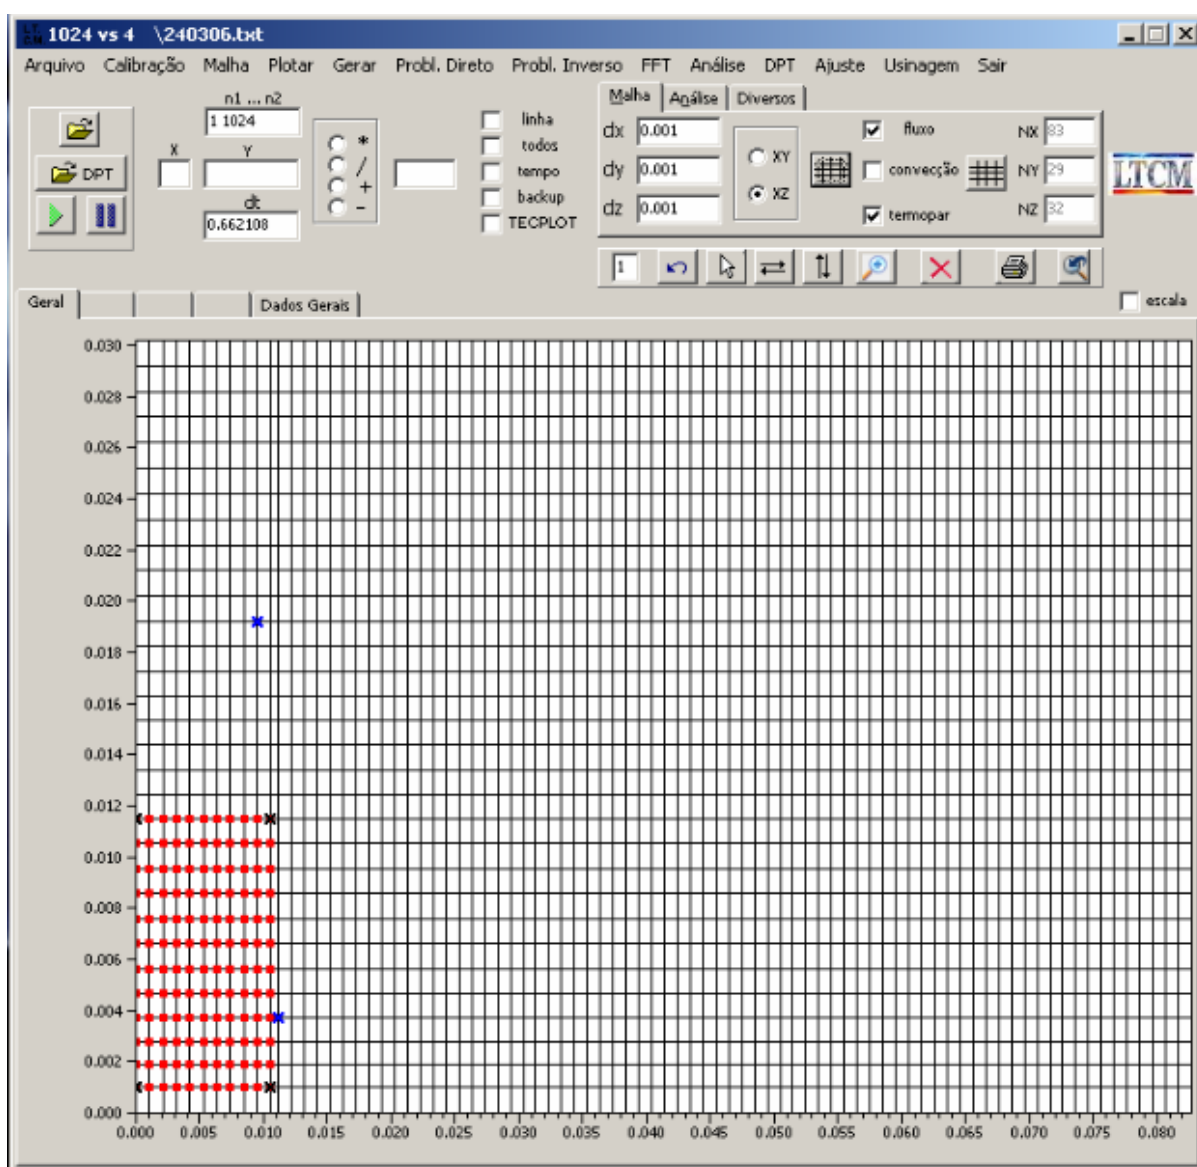 1024 vs 4 \240306.txt
Arquivo Calibração Malha Plotar Gerar Probl. Direto Probl. Inverso FFT Análise DPT Ajuste Usinagem Sair
n1 ... n2
1 1024
X Y
DPT
dt
0.662108
*
/
+
-
linha
todos
tempo
backup
TECPLOT
Malha Análise Diversos
dx 0.001
dy 0.001
dz 0.001
XY
XZ
fluxo
convecção
termopar
NX 83
NY 29
NZ 32
LTCM
1
Geral Dados Gerais
escala
0.030
0.028
0.026
0.024
0.022
0.020
0.018
0.016
0.014
0.012
0.010
0.008
0.006
0.004
0.002
0.000
0.000 0.005 0.010 0.015 0.020 0.025 0.030 0.035 0.040 0.045 0.050 0.055 0.060 0.065 0.070 0.075 0.080